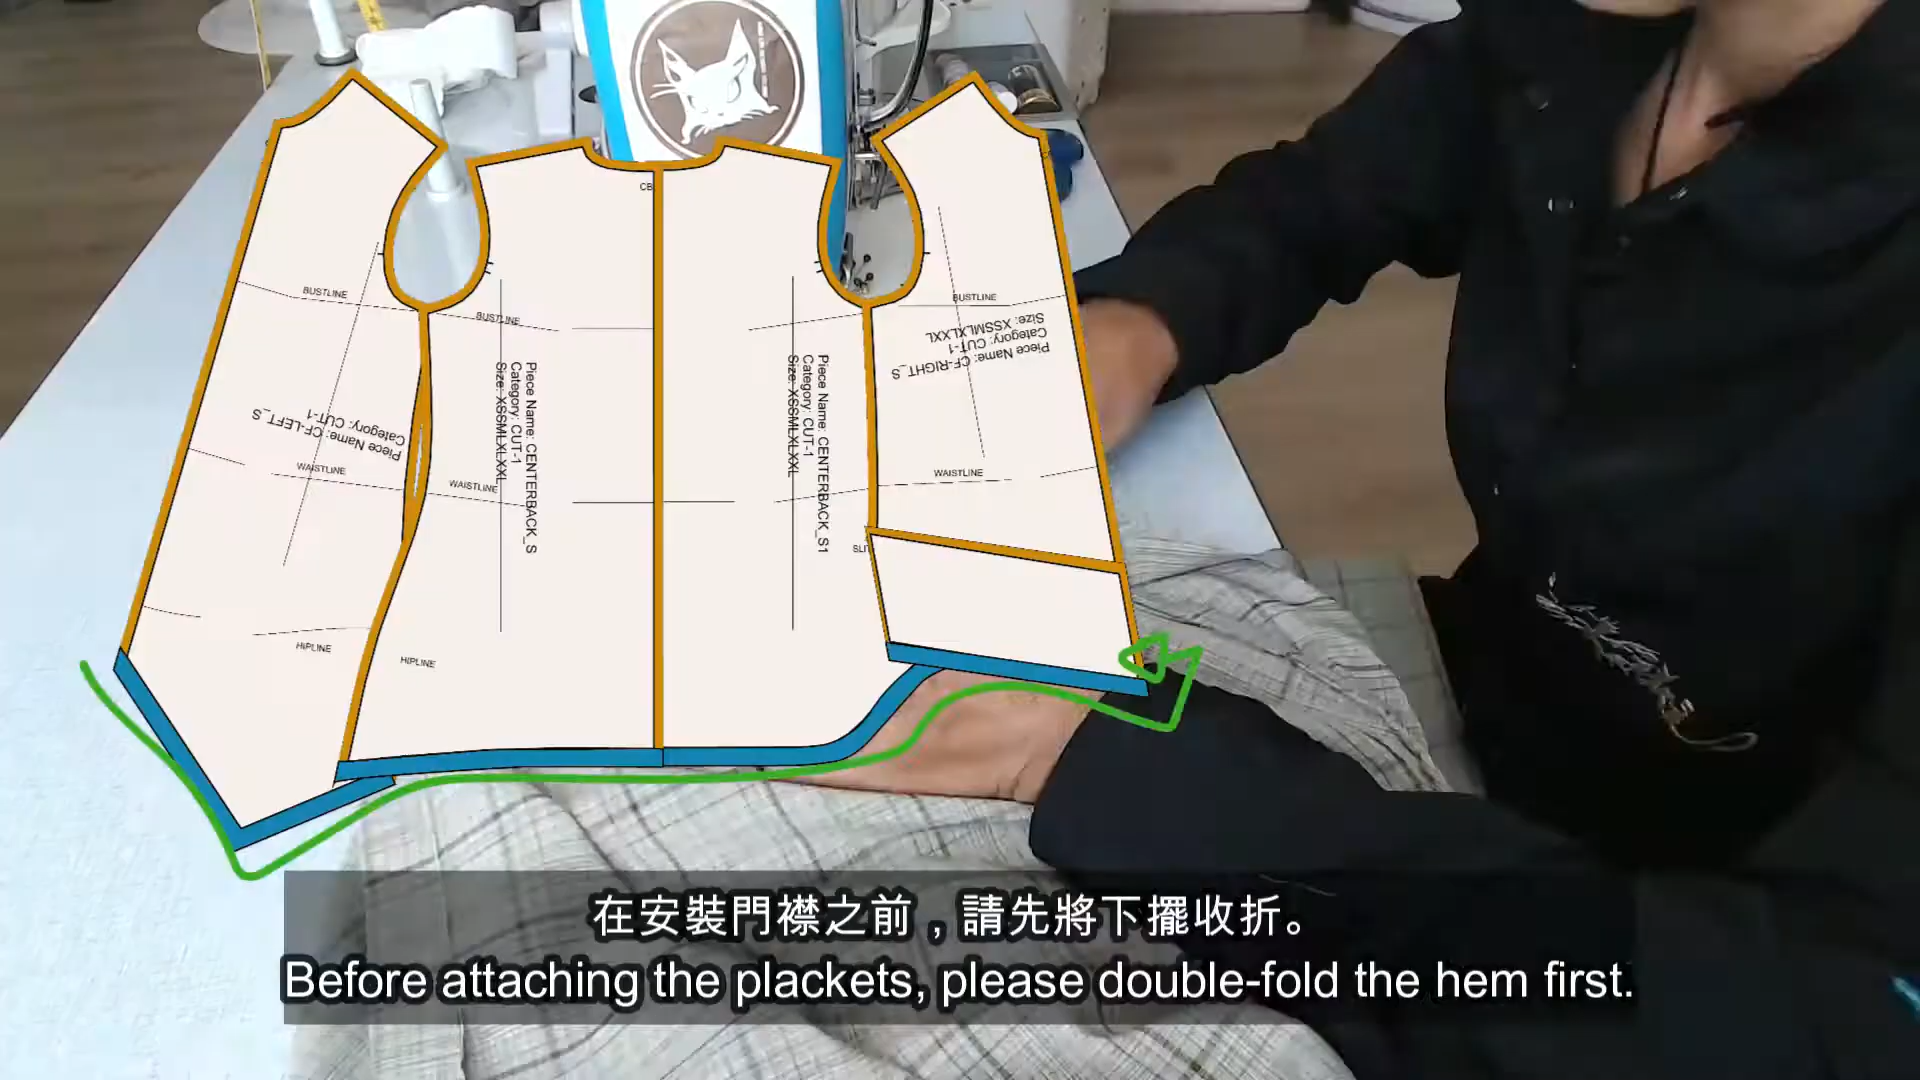 CB
BUSTLINE
BUSTLINE
BUSTLINE
Piece Name: CF-RIGHT_S
Category: CUT-1
Size: XSSMLXLXXL
Piece Name: CENTERBACK_S
Category: CUT-1
Size: XSSMLXLXXL
Piece Name: CENTERBACK_S1
Category: CUT-1
Size: XSSMLXLXXL
Piece Name: CF-LEFT_S
Category: CUT-1
WAISTLINE
WAISTLINE
WAISTLINE
SLIT
HIPLINE
HIPLINE
在安裝門襟之前，請先將下擺收折。
Before attaching the plackets, please double-fold the hem first.